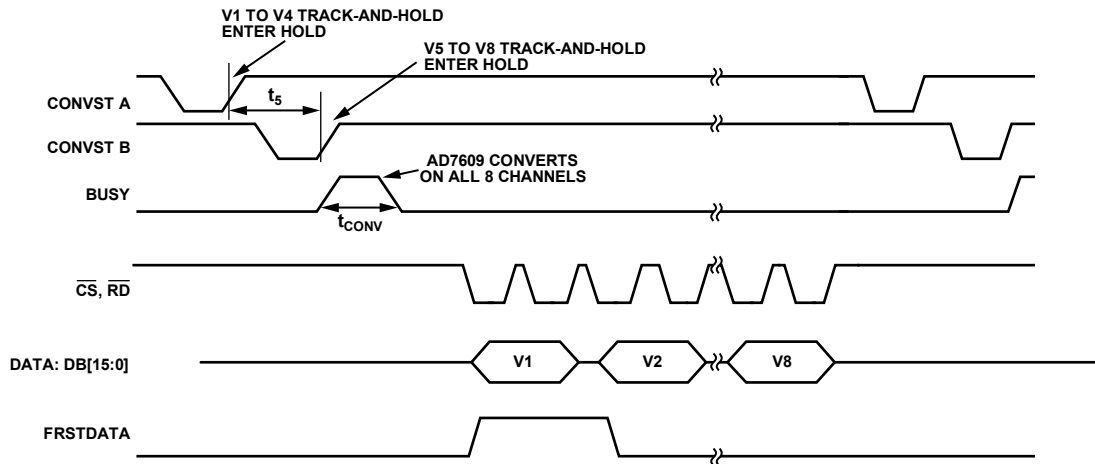 V1 TO V4 TRACK-AND-HOLD
ENTER HOLD
V5 TO V8 TRACK-AND-HOLD
ENTER HOLD
CONVST A
t5
CONVST B
AD7609 CONVERTS
ON ALL 8 CHANNELS
BUSY
tCONV
CS, RD
DATA: DB[15:0]
V1
V2
V8
FRSTDATA